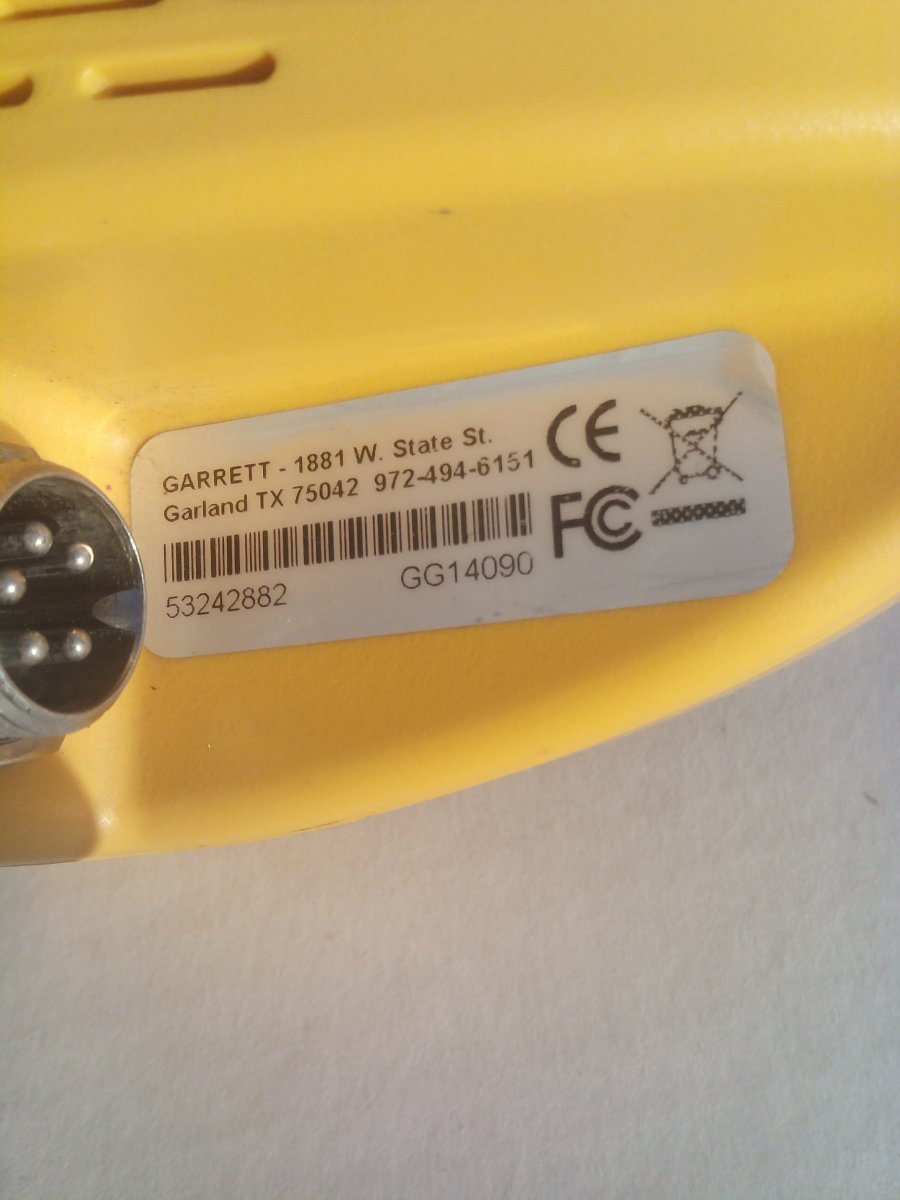 GARRETT - 1881 W. State St.
Garland TX 75042 972-494-6151
53242882 GG14090
CE
FC